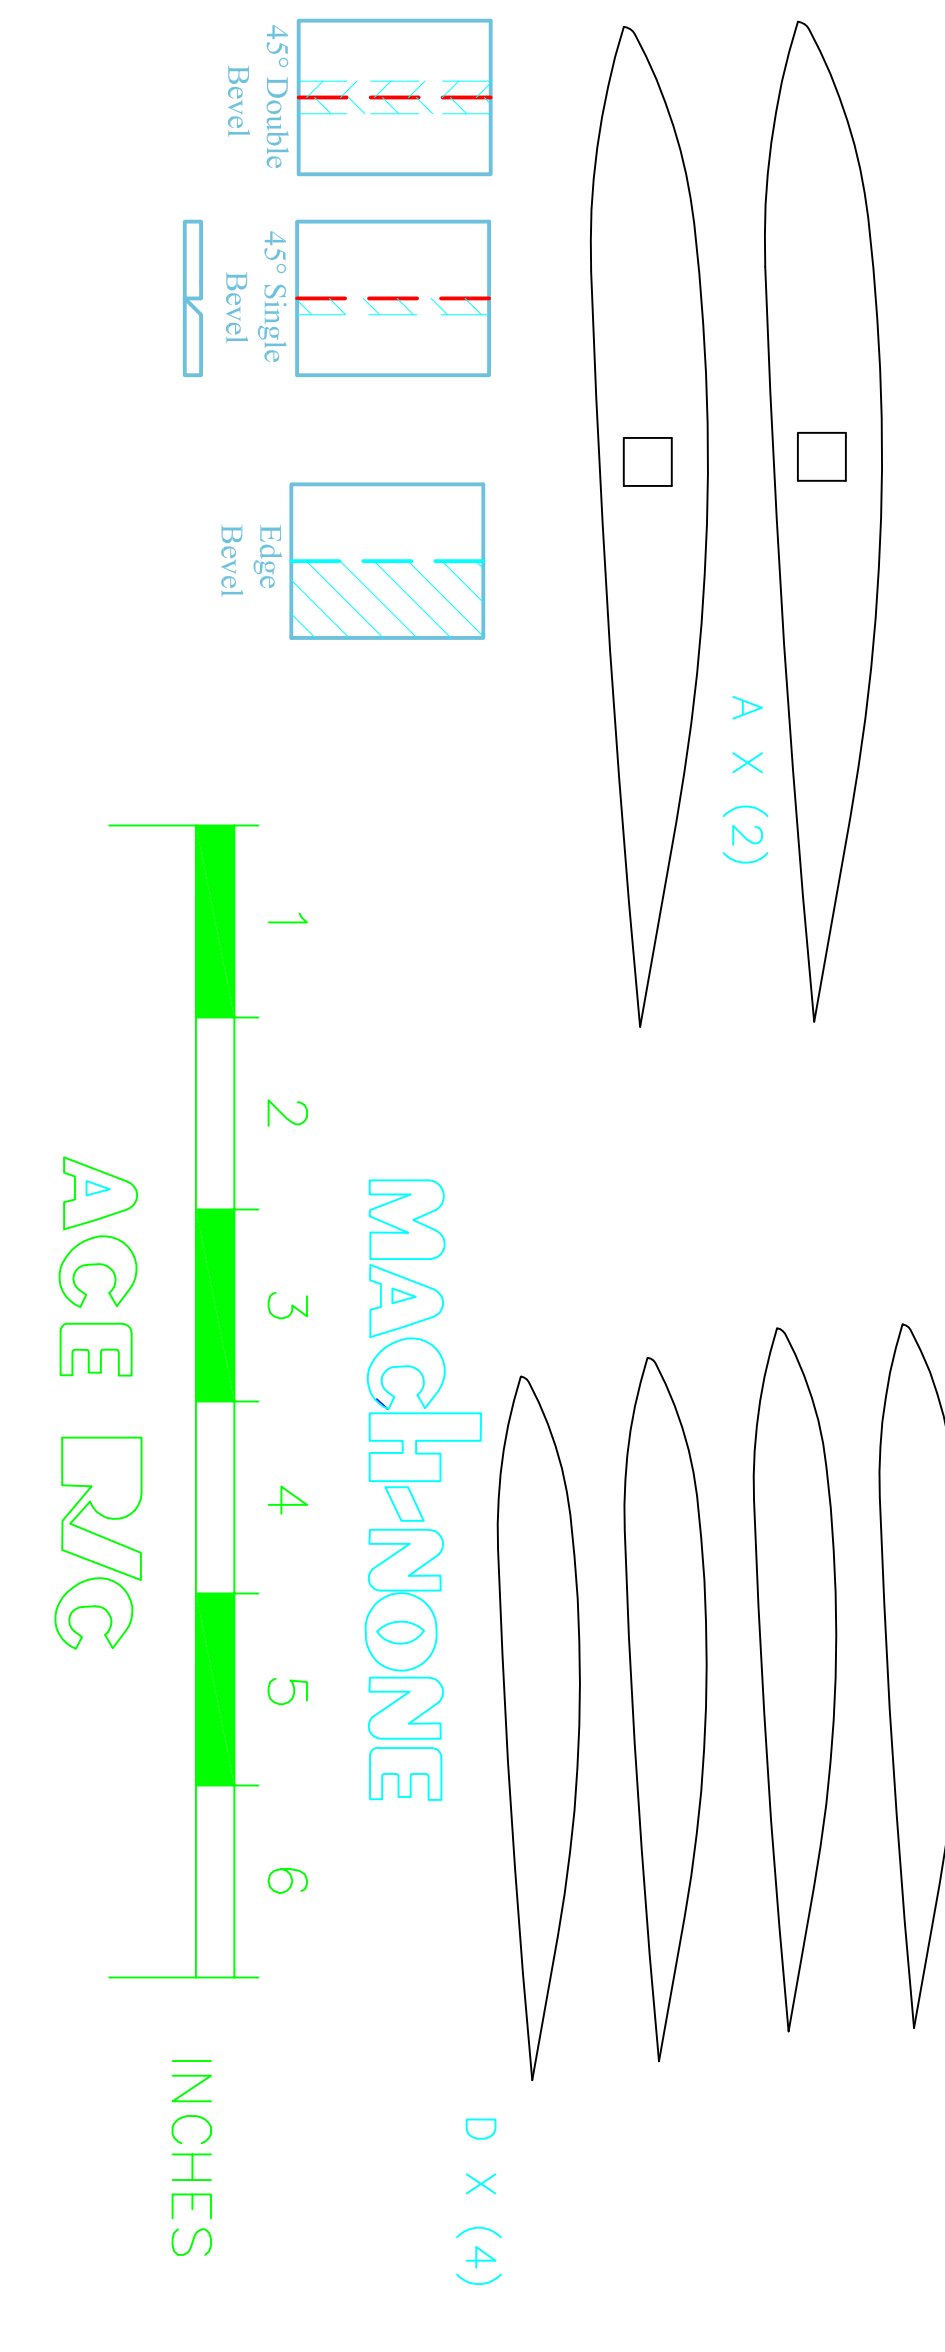 45° Double
Bevel
45° Single
Bevel
Edge
Bevel
A X (2)
1
2
3
4
5
6
INCHES
MACH-NONE
ACE R/C
D X (4)